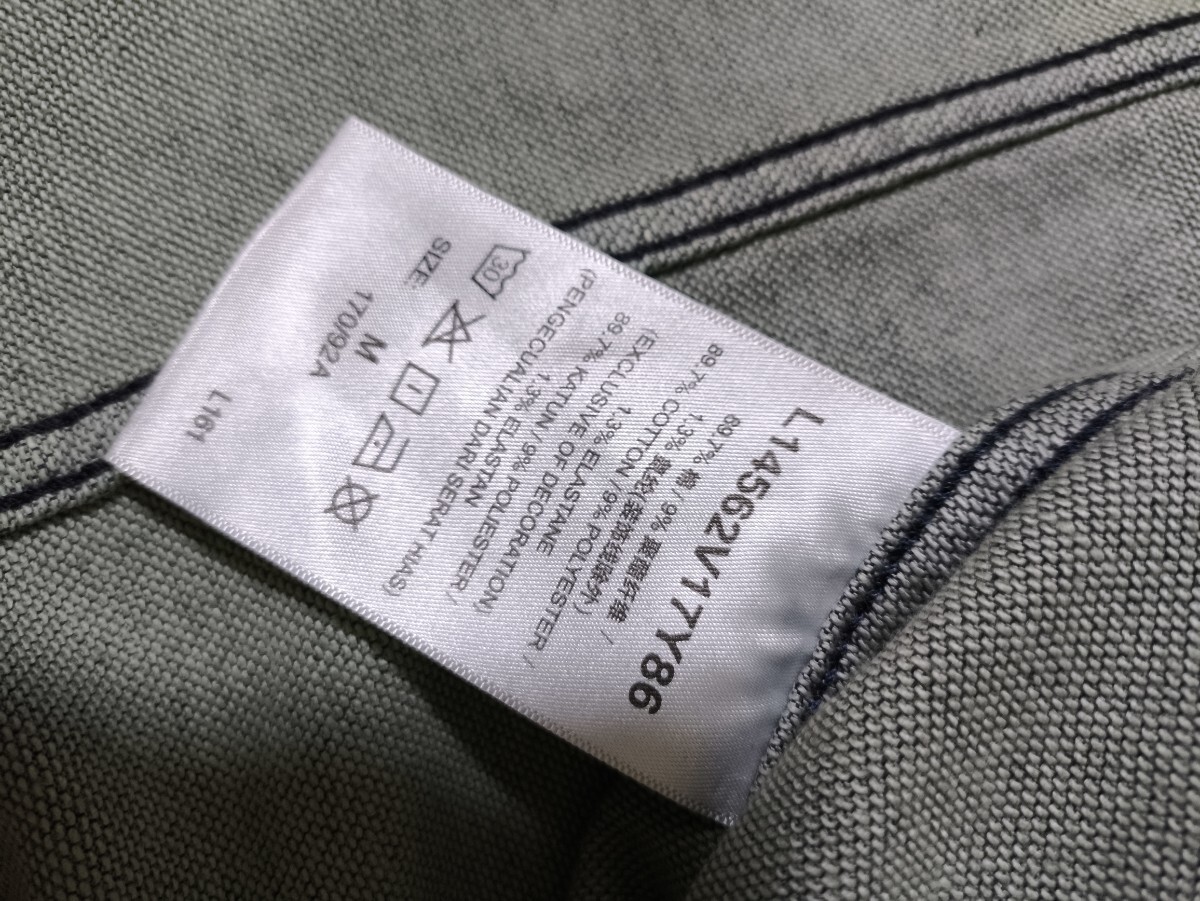 L14562V17Y86
89.7% 棉 / 9% 聚酯纤维 /
1.3% 氨纶(装饰线除外)
89.7% COTTON / 9% POLYESTER /
1.3% ELASTANE
(EXCLUSIVE OF DECORATION)
89.7% KATUN / 9% POLIESTER /
1.3% ELASTAN
(PENGECUALIAN DARI SERAT HIAS)
30
SIZE:
M
170/92A
L161